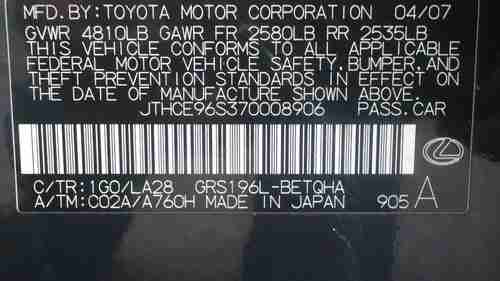 MFD.BY:TOYOTA MOTOR CORPORATION 04/07
GVWR 4810LB GAWR FR 2580LB RR 2535LB
THIS VEHICLE CONFORMS TO ALL APPLICABLE
FEDERAL MOTOR VEHICLE SAFETY,BUMPER,AND
THEFT PREVENTION STANDARDS IN EFFECT ON
THE DATE OF MANUFACTURE SHOWN ABOVE.
JTHCE96S370008906 PASS.CAR
C/TR:1G0/LA28 GRS196L-BETQHA
A/TM:C02A/A760H MADE IN JAPAN 905 A